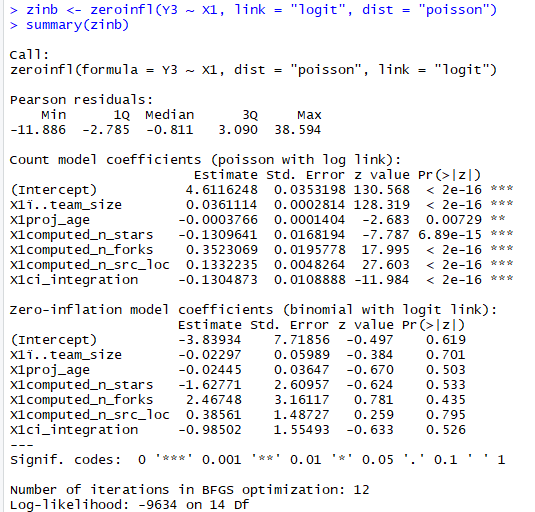 > zinb <- zeroinfl(Y3 ~ X1, link = "logit", dist = "poisson")
> summary(zinb)

Call:
zeroinfl(formula = Y3 ~ X1, dist = "poisson", link = "logit")

Pearson residuals:
    Min      1Q  Median      3Q     Max
-11.886  -2.785  -0.811   3.090  38.594

Count model coefficients (poisson with log link):
                       Estimate Std. Error z value Pr(>|z|)
(Intercept)           4.6116248  0.0353198 130.568  < 2e-16 ***
X1ï..team_size        0.0361114  0.0002814 128.319  < 2e-16 ***
X1proj_age           -0.0003766  0.0001404  -2.683  0.00729 **
X1computed_n_stars   -0.1309641  0.0168194  -7.787 6.89e-15 ***
X1computed_n_forks    0.3523069  0.0195778  17.995  < 2e-16 ***
X1computed_n_src_loc  0.1332235  0.0048264  27.603  < 2e-16 ***
X1ci_integration     -0.1304873  0.0108888 -11.984  < 2e-16 ***

Zero-inflation model coefficients (binomial with logit link):
                     Estimate Std. Error z value Pr(>|z|)
(Intercept)          -3.83934    7.71856  -0.497    0.619
X1ï..team_size       -0.02297    0.05989  -0.384    0.701
X1proj_age           -0.02445    0.03647  -0.670    0.503
X1computed_n_stars   -1.62771    2.60957  -0.624    0.533
X1computed_n_forks    2.46748    3.16117   0.781    0.435
X1computed_n_src_loc  0.38561    1.48727   0.259    0.795
X1ci_integration     -0.98502    1.55493  -0.633    0.526
---
Signif. codes:  0 '***' 0.001 '**' 0.01 '*' 0.05 '.' 0.1 ' ' 1

Number of iterations in BFGS optimization: 12
Log-likelihood: -9634 on 14 Df